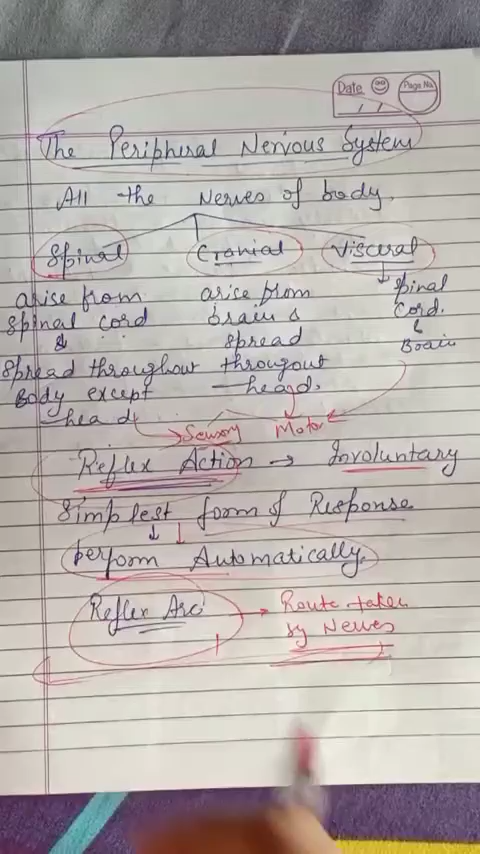 Date
Page No.
/ /
The Peripheral Nervous System
All the Nerves of body.
Spinal Cranial Visceral
arise from arise from Spinal
spinal cord brain & Cord.
& spread &
Spread throughout througout Brain
Body except head.
head.
Sensory Motor
Reflex Action → Involuntary
Simplest form of Response
perform Automatically.
Reflex Arc → Route taken
by Nerves